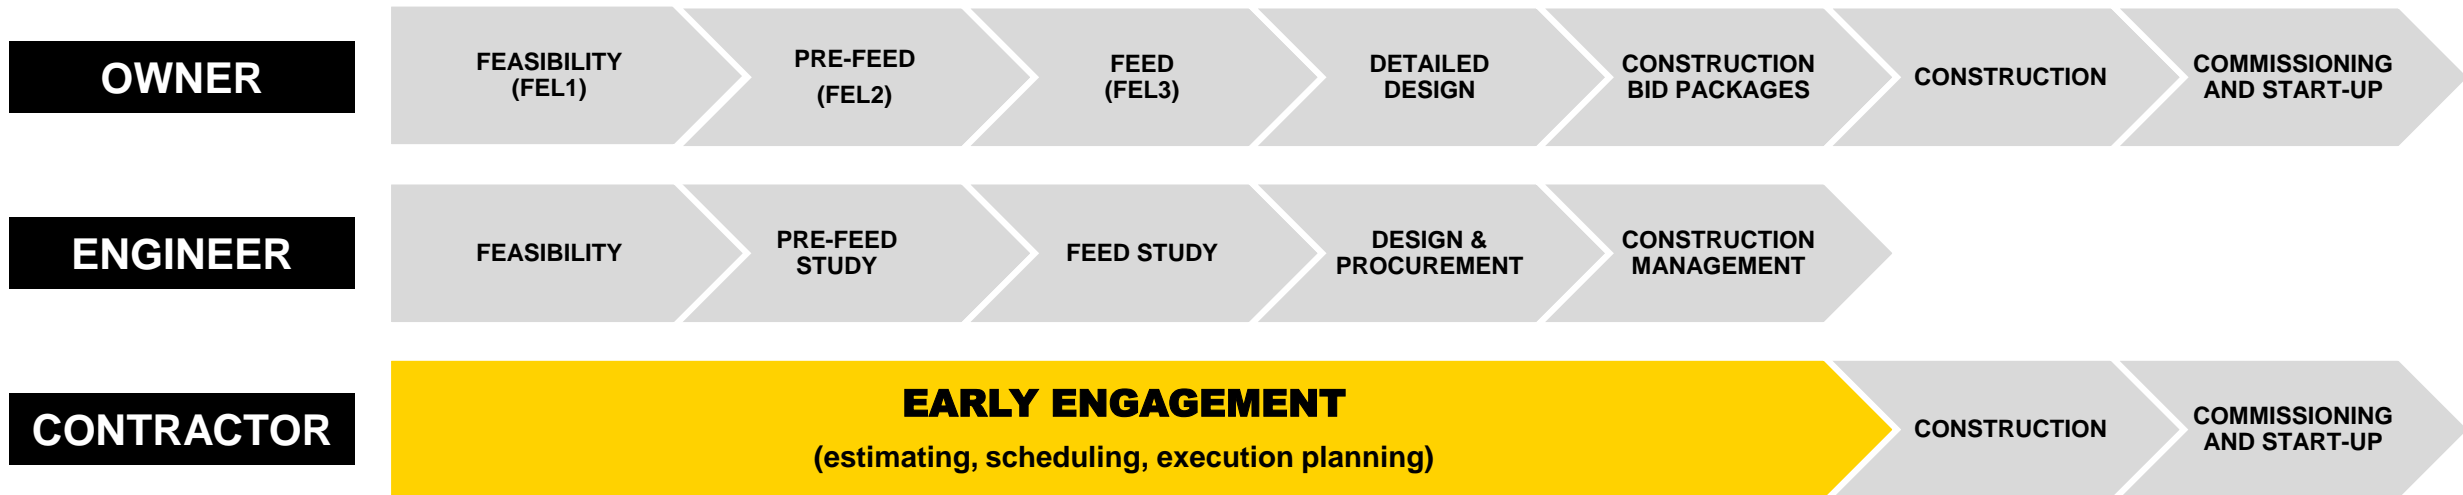 OWNER
FEASIBILITY
(FEL1)
PRE-FEED
(FEL2)
FEED
(FEL3)
DETAILED
DESIGN
CONSTRUCTION
BID PACKAGES
CONSTRUCTION
COMMISSIONING
AND START-UP
ENGINEER
FEASIBILITY
PRE-FEED
STUDY
FEED STUDY
DESIGN &
PROCUREMENT
CONSTRUCTION
MANAGEMENT
CONTRACTOR
EARLY ENGAGEMENT
(estimating, scheduling, execution planning)
CONSTRUCTION
COMMISSIONING
AND START-UP